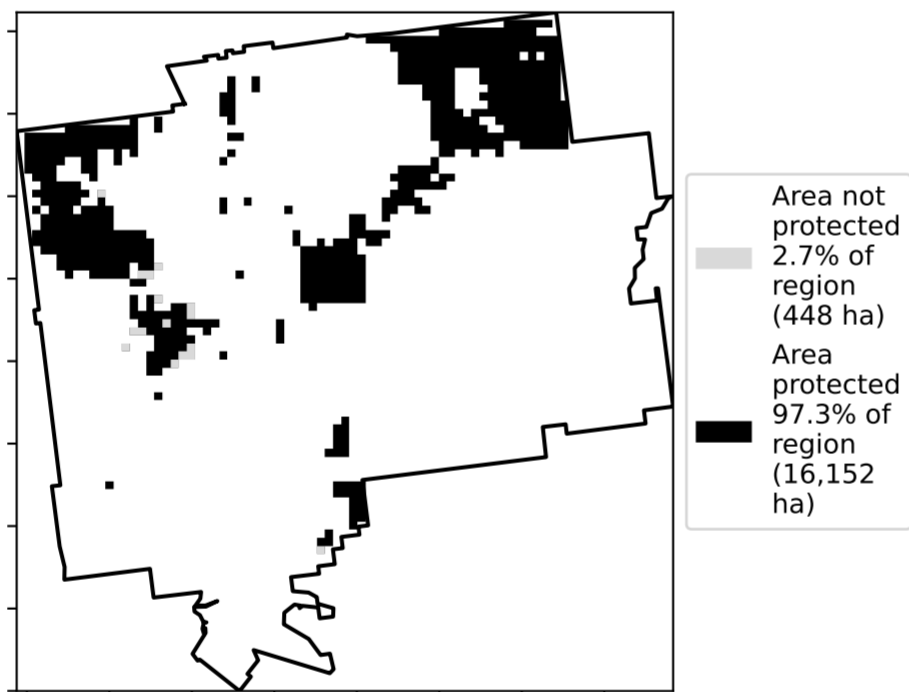 Area not
protected
2.7% of
region
(448 ha)
Area
protected
97.3% of
region
(16,152
ha)